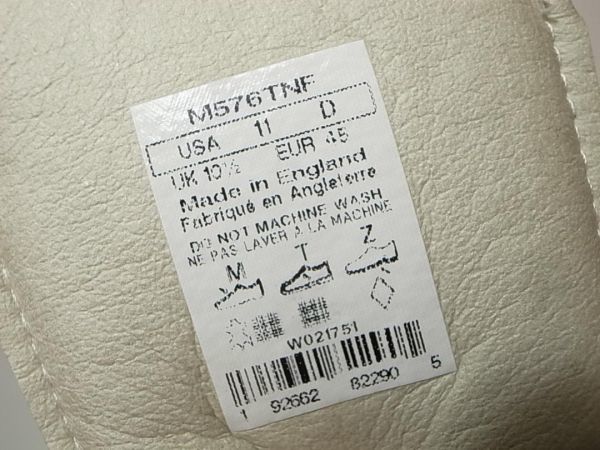 M576TNF
USA 11 D
UK 10½ EUR 45
Made in England
Fabriqué en Angleterre
DO NOT MACHINE WASH
NE PAS LAVER A LA MACHINE
M T Z
W021751
1 92662 82290 5